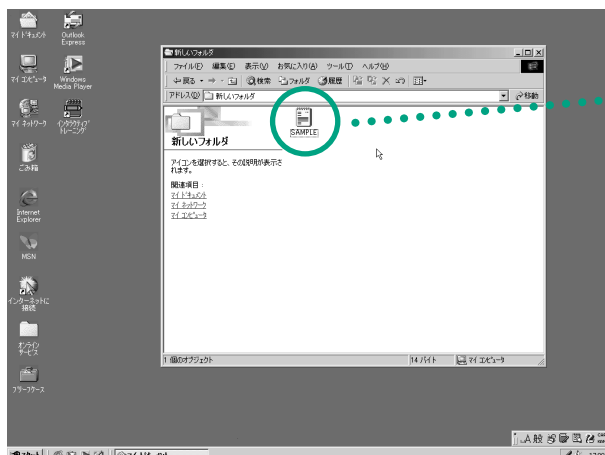 マイ ドキュメント
Outlook
Express
マイ コンピュータ
Windows
Media Player
マイ ネットワーク
インタラクティブ
トレーニング
ごみ箱
Internet
Explorer
MSN
インターネットに
接続
オンライン
サービス
ブリーフケース
新しいフォルダ
ファイル(F) 編集(E) 表示(V) お気に入り(A) ツール(T) ヘルプ(H)
戻る 検索 フォルダ 履歴
アドレス(D) 新しいフォルダ 移動
新しいフォルダ
SAMPLE
アイコンを選択すると、その説明が表示さ
れます。
関連項目:
マイ ドキュメント
マイ ネットワーク
マイ コンピュータ
1 個のオブジェクト 14 バイト マイ コンピュータ
A 般